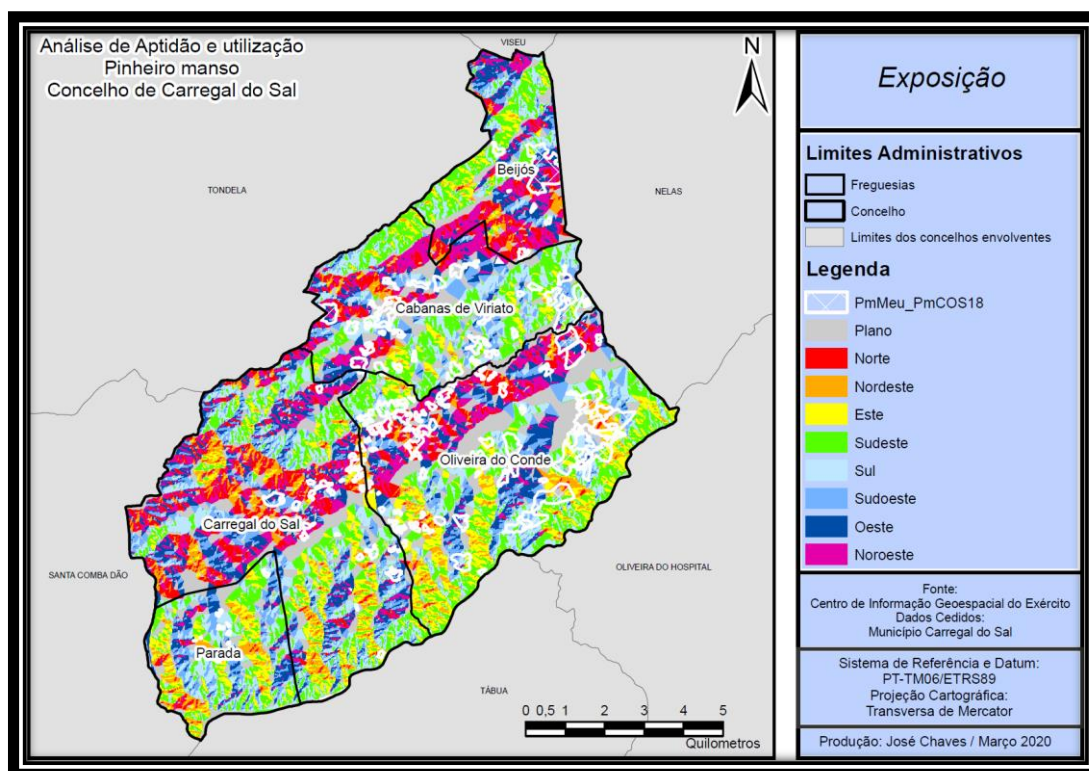 Análise de Aptidão e utilização
Pinheiro manso
Concelho de Carregal do Sal
VISEU
N
TONDELA
Beijós
NELAS
Cabanas de Viriato
Oliveira do Conde
Carregal do Sal
SANTA COMBA DÃO
OLIVEIRA DO HOSPITAL
Parada
TÁBUA
0 0,5 1 2 3 4 5
Quilometros
Exposição
Limites Administrativos
Freguesias
Concelho
Limites dos concelhos envolventes
Legenda
PmMeu_PmCOS18
Plano
Norte
Nordeste
Este
Sudeste
Sul
Sudoeste
Oeste
Noroeste
Fonte:
Centro de Informação Geoespacial do Exército
Dados Cedidos:
Município Carregal do Sal
Sistema de Referência e Datum:
PT-TM06/ETRS89
Projeção Cartográfica:
Transversa de Mercator
Produção: José Chaves / Março 2020